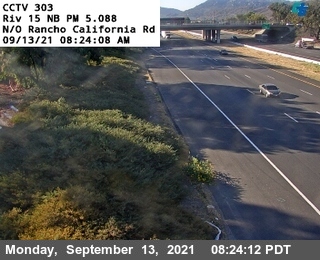 CCTV 303
Riv 15 NB PM 5.088
N/O Rancho California Rd
09/13/21 08:24:08 AM
Monday, September 13, 2021 08:24:12 PDT